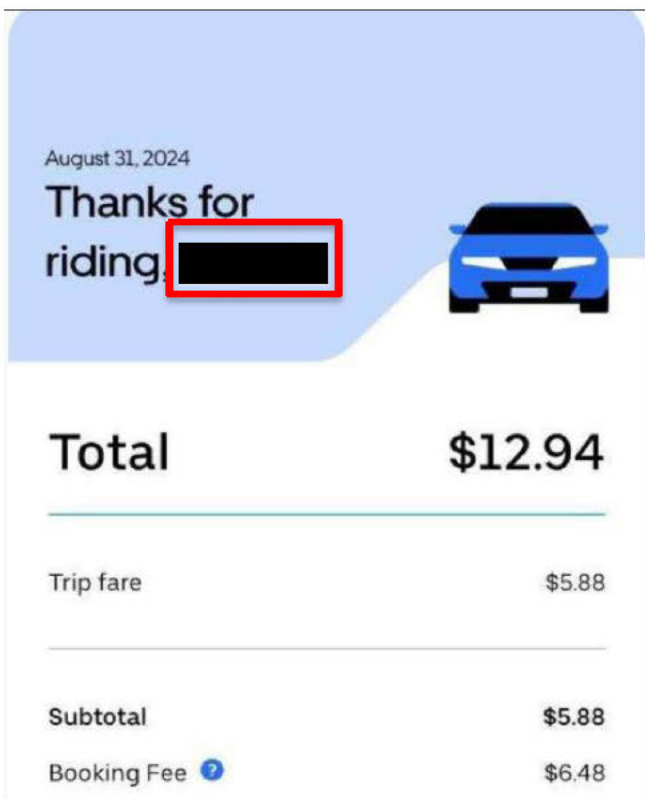 August 31, 2024
Thanks for
riding,
Total $12.94
Trip fare $5.88
Subtotal $5.88
Booking Fee ? $6.48